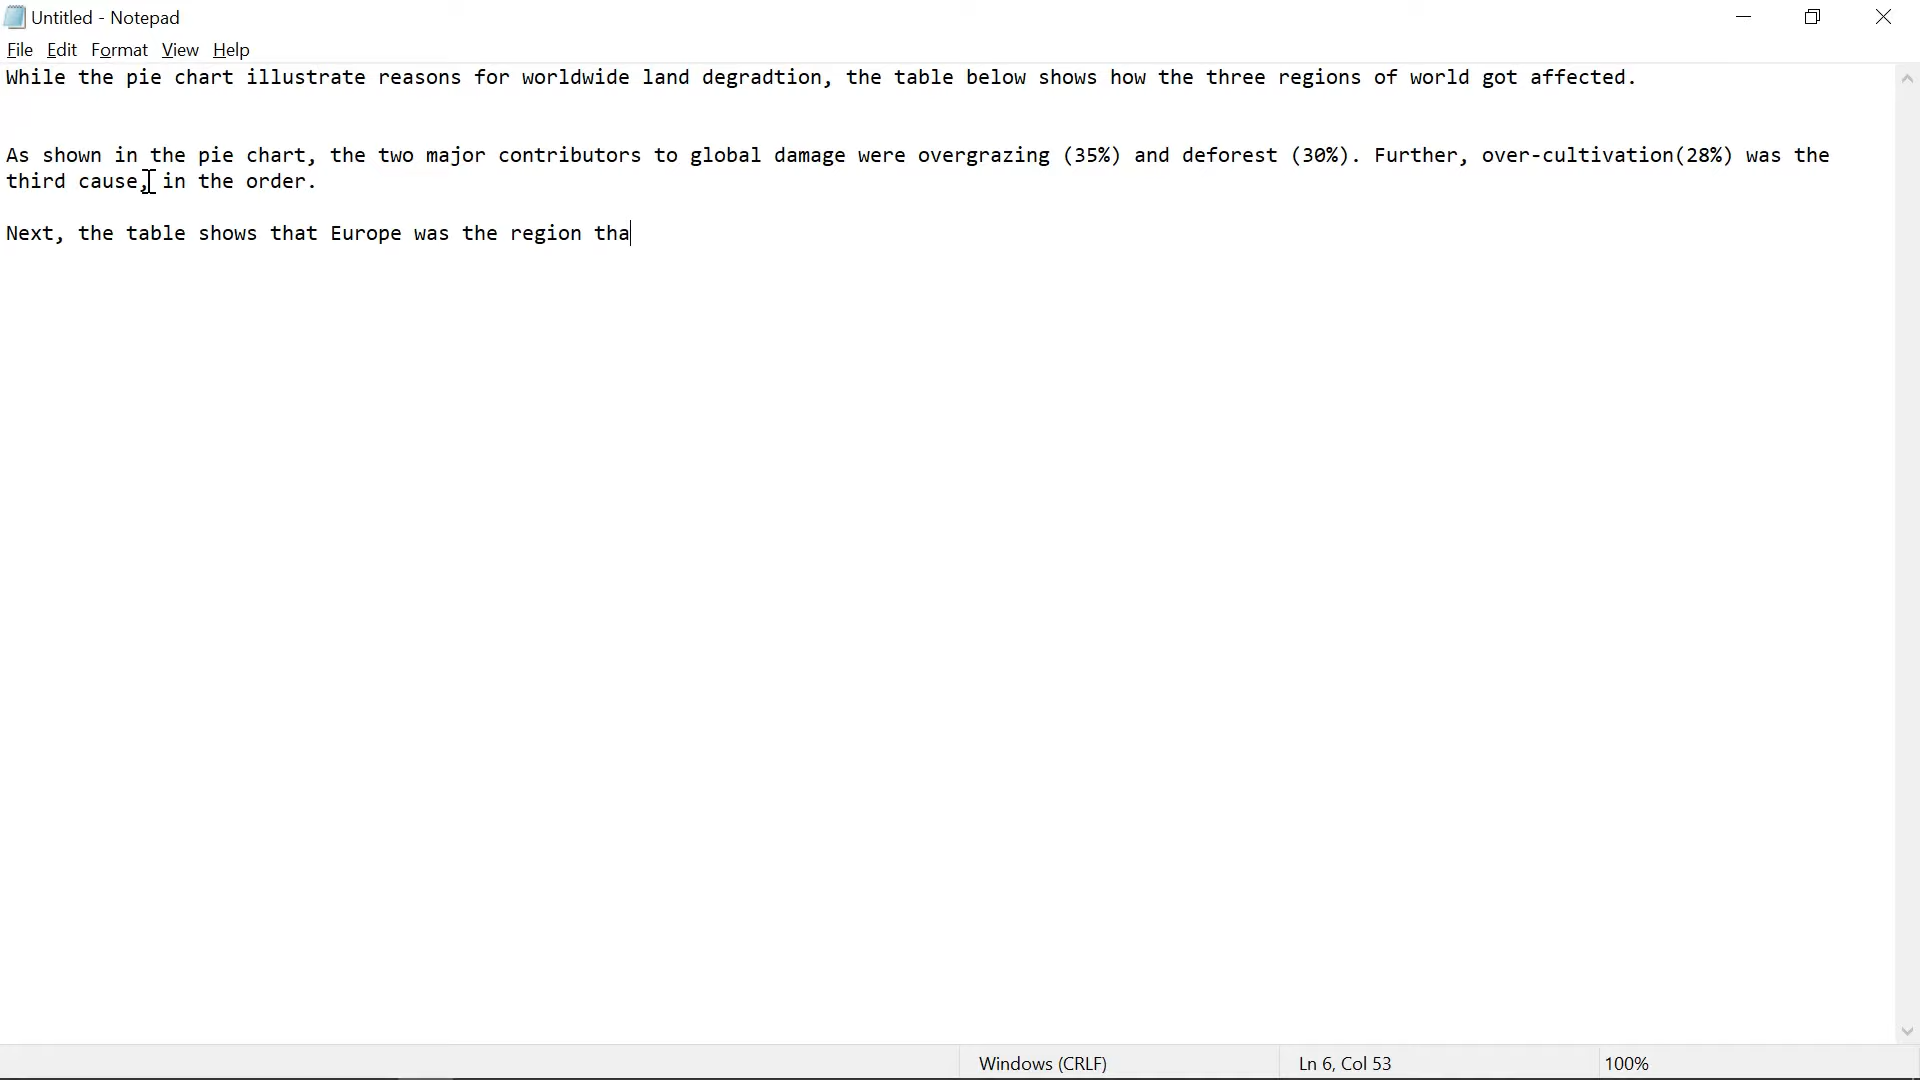 Untitled - Notepad
File Edit Format View Help
While the pie chart illustrate reasons for worldwide land degradtion, the table below shows how the three regions of world got affected.
As shown in the pie chart, the two major contributors to global damage were overgrazing (35%) and deforest (30%). Further, over-cultivation(28%) was the
third cause, in the order.
Next, the table shows that Europe was the region tha
Windows (CRLF) Ln 6, Col 53 100%